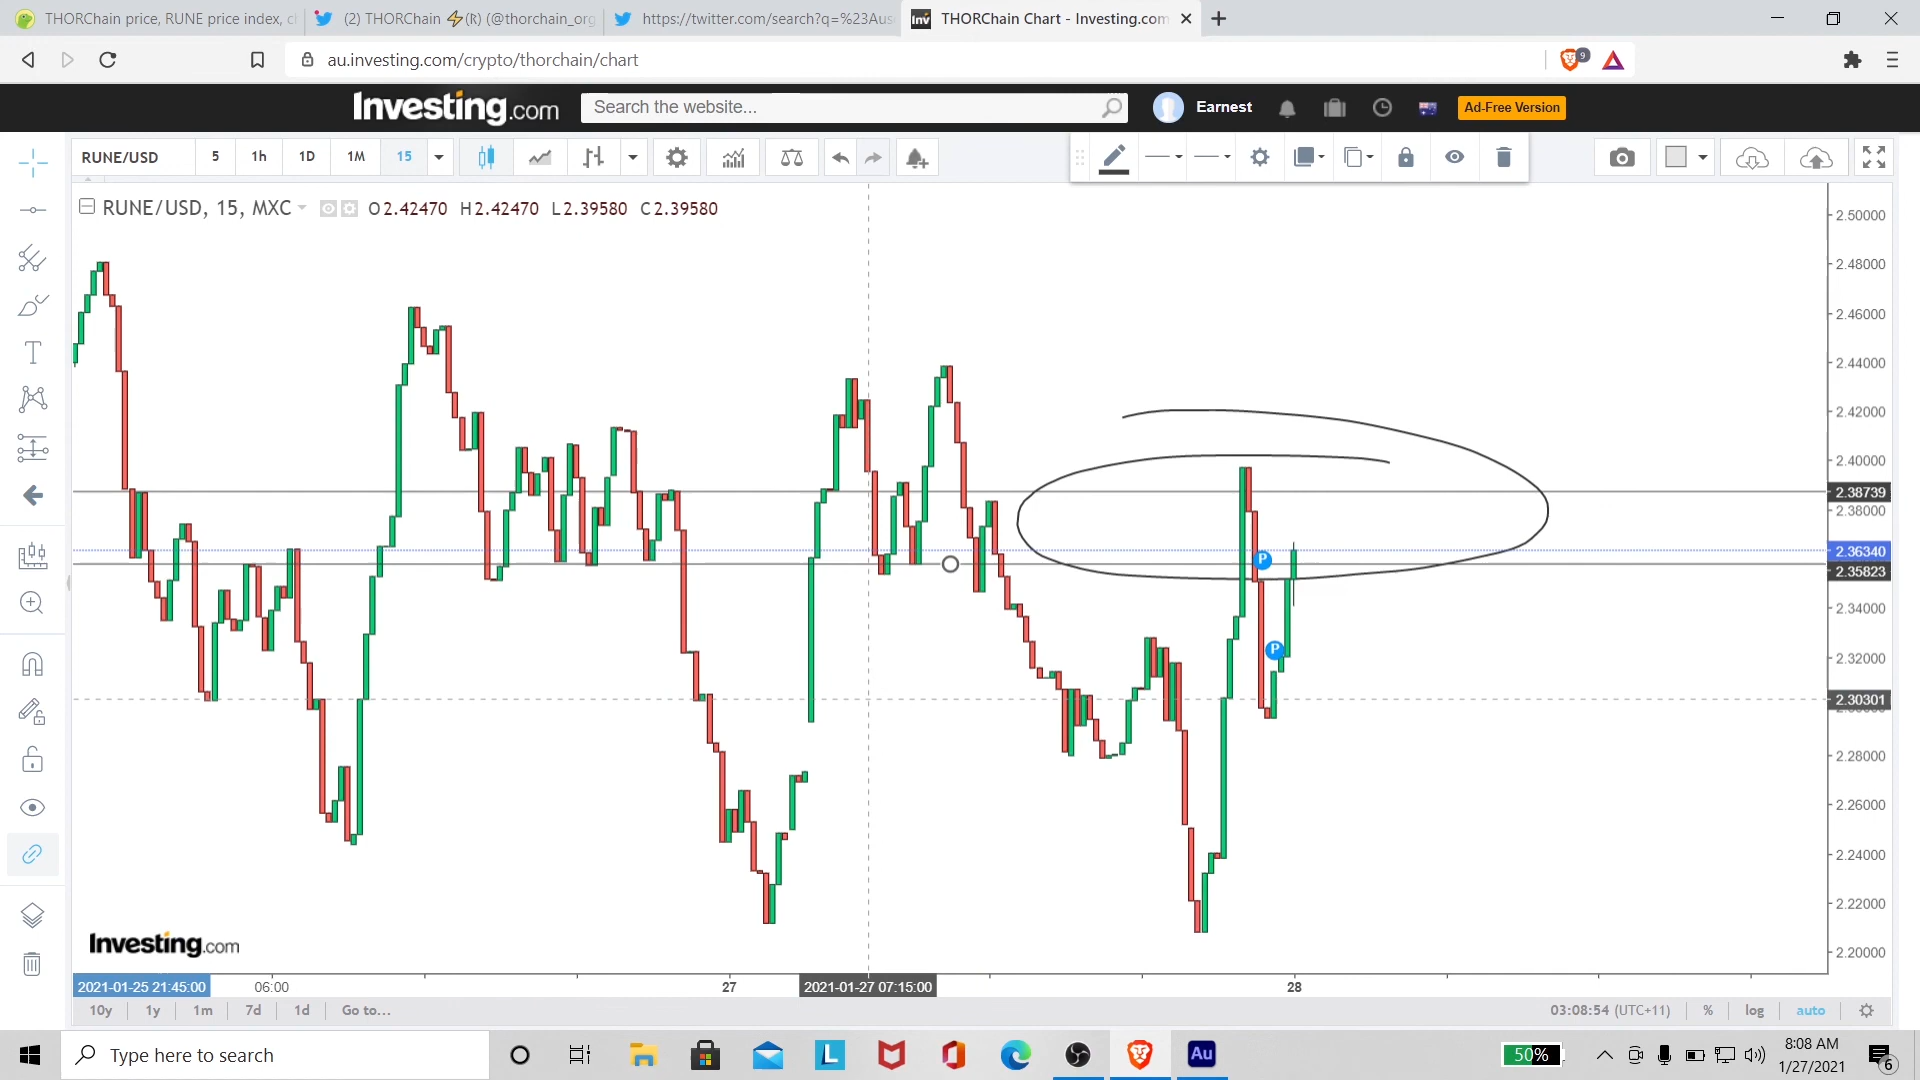 THORChain price, RUNE price index, cl
(2) THORChain ⚡(ᚱ) (@thorchain_org
https://twitter.com/search?q=%23Aus
Inv THORChain Chart - Investing.com
au.investing.com/crypto/thorchain/chart
9
Investing.com
Search the website...
Earnest
Ad-Free Version
RUNE/USD 5 1h 1D 1M 15
RUNE/USD, 15, MXC O2.42470 H2.42470 L2.39580 C2.39580
2.50000
2.48000
2.46000
2.44000
2.42000
2.40000
2.38739
2.38000
2.36340
2.35823
P
2.34000
P
2.32000
2.30301
2.28000
2.26000
2.24000
2.22000
2.20000
Investing.com
2021-01-25 21:45:00 06:00 27 2021-01-27 07:15:00 28
10y 1y 1m 7d 1d Go to... 03:08:54 (UTC+11) % log auto
Type here to search
L
Au
50%
8:08 AM
1/27/2021
6